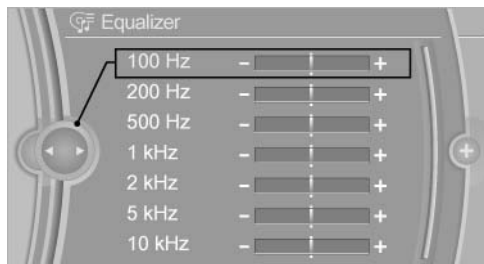 Equalizer
100 Hz - +
200 Hz - +
500 Hz - +
1 kHz - +
2 kHz - +
5 kHz - +
10 kHz - +
+